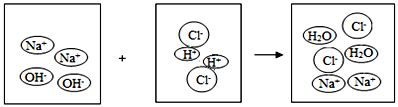 Na⁺
Na⁺
OH⁻
OH⁻
+
Cl⁻
H⁺
H⁺
Cl⁻
Cl⁻
H₂O
H₂O
Cl⁻
Na⁺
Na⁺